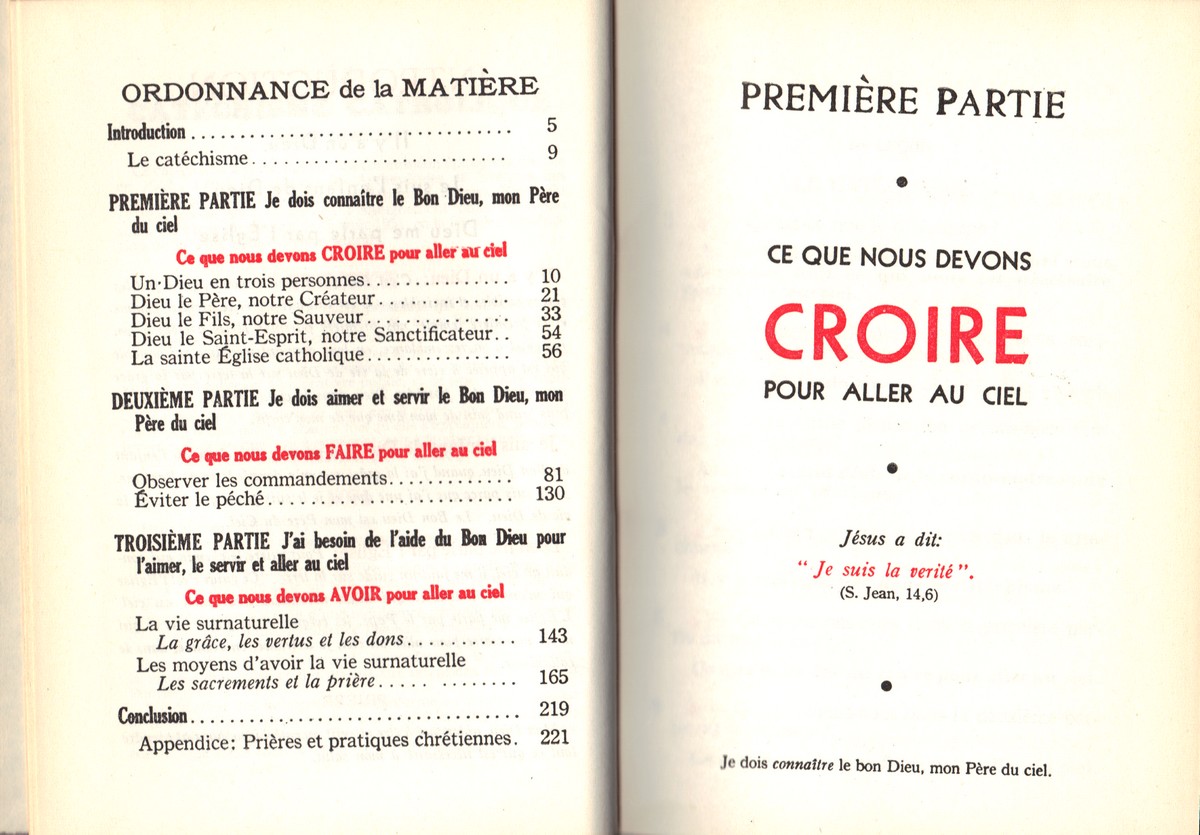 ORDONNANCE de la MATIÈRE
Introduction ................................. 5
Le catéchisme.......................... 9
PREMIÈRE PARTIE Je dois connaître le Bon Dieu, mon Père
du ciel
Ce que nous devons CROIRE pour aller au ciel
Un Dieu en trois personnes............... 10
Dieu le Père, notre Créateur.............. 21
Dieu le Fils, notre Sauveur............... 33
Dieu le Saint-Esprit, notre Sanctificateur.. 54
La sainte Église catholique............... 56
DEUXIÈME PARTIE Je dois aimer et servir le Bon Dieu, mon
Père du ciel
Ce que nous devons FAIRE pour aller au ciel
Observer les commandements............. 81
Éviter le péché.......................... 130
TROISIÈME PARTIE J'ai besoin de l'aide du Bon Dieu pour
l'aimer, le servir et aller au ciel
Ce que nous devons AVOIR pour aller au ciel
La vie surnaturelle
La grâce, les vertus et les dons........... 143
Les moyens d'avoir la vie surnaturelle
Les sacrements et la prière..... ........ 165
Conclusion.................................. 219
Appendice: Prières et pratiques chrétiennes. 221
PREMIÈRE PARTIE
•
CE QUE NOUS DEVONS
CROIRE
POUR ALLER AU CIEL
•
Jésus a dit:
“ Je suis la verité ”.
(S. Jean, 14,6)
•
Je dois connaître le bon Dieu, mon Père du ciel.